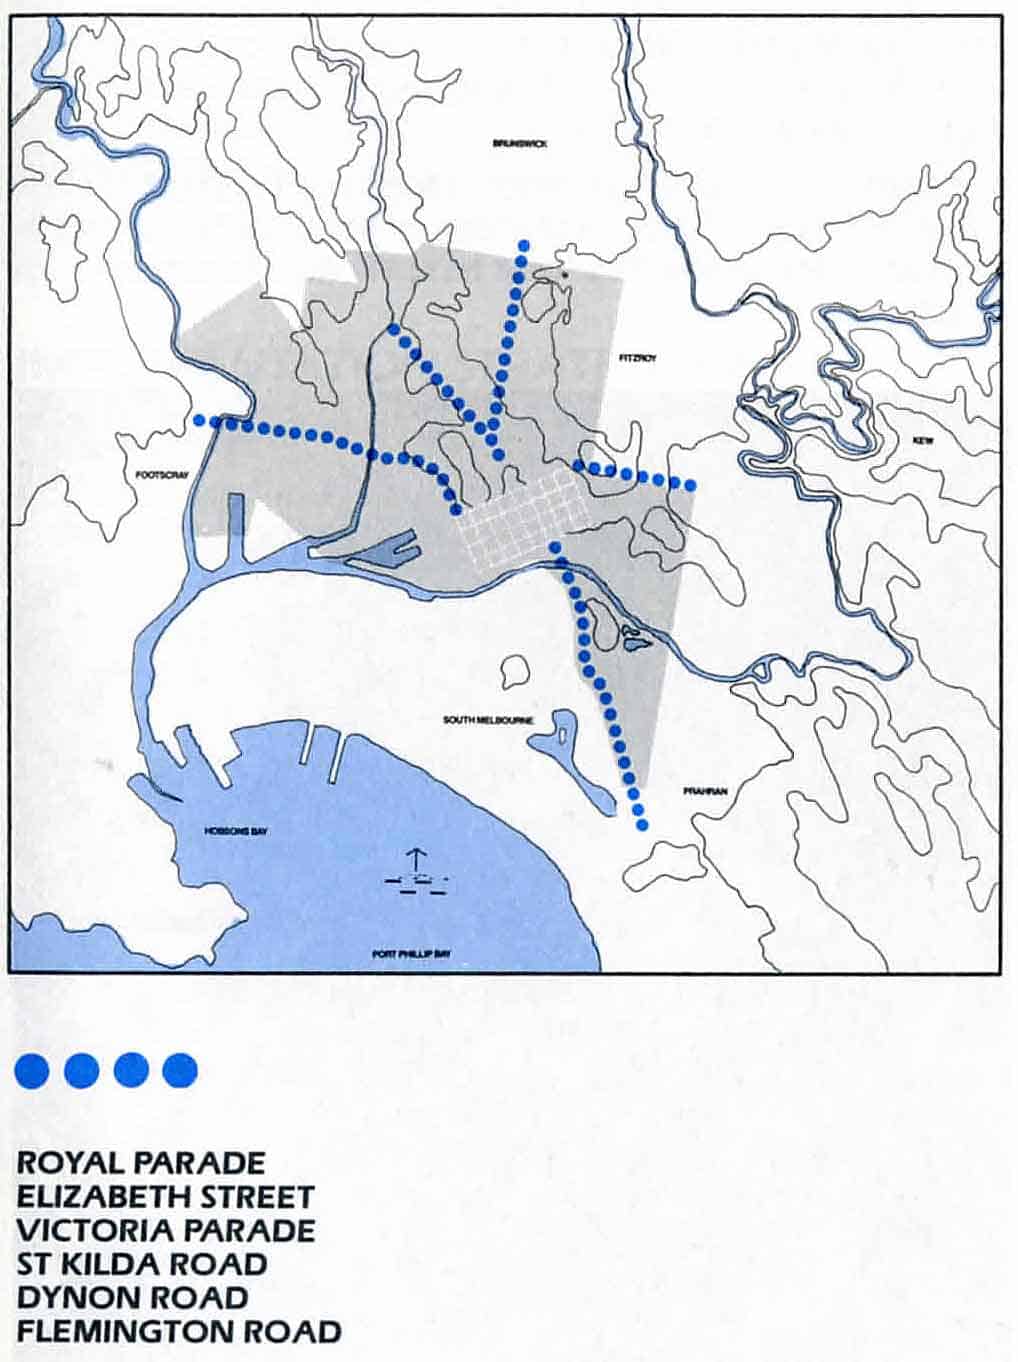 BRUNSWICK
FITZROY
KEW
FOOTSCRAY
SOUTH MELBOURNE
PRAHRAN
HOBSONS BAY
PORT PHILLIP BAY
ROYAL PARADE
ELIZABETH STREET
VICTORIA PARADE
ST KILDA ROAD
DYNON ROAD
FLEMINGTON ROAD